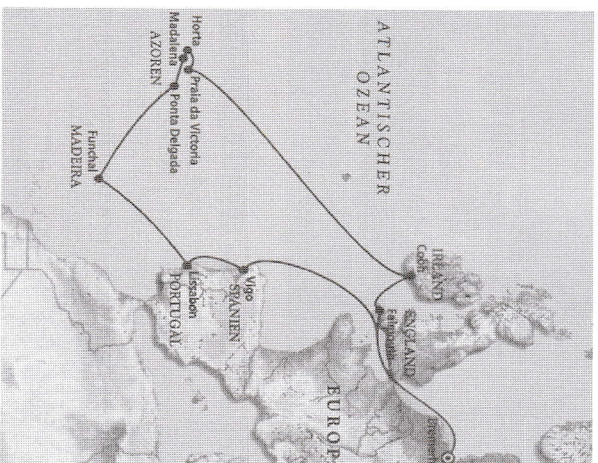 ATLANTISCHER
OZEAN
Horta
Madalena
AZOREN
Praia da Victoria
Ponta Delgada
Funchal
MADEIRA
IRLAND
Cobh
ENGLAND
Falmouth
Vigo
SPANIEN
Lissabon
PORTUGAL
EUROP